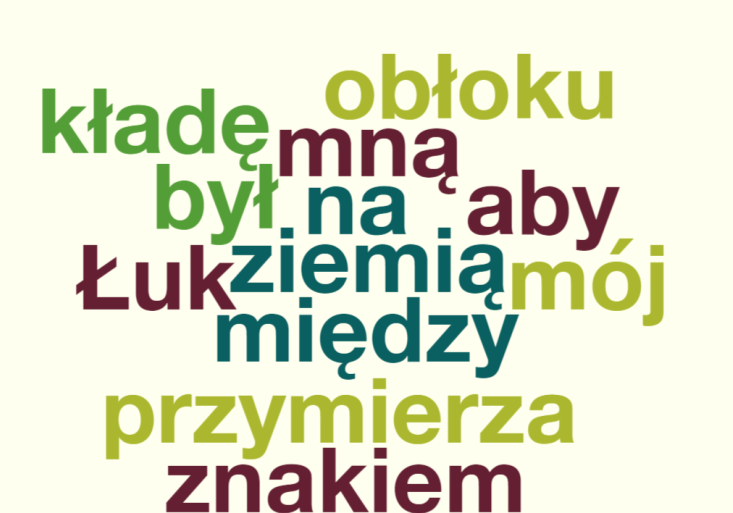 obłoku
kładę
mną
był na aby
Łuk ziemią mój
między
przymierza
znakiem